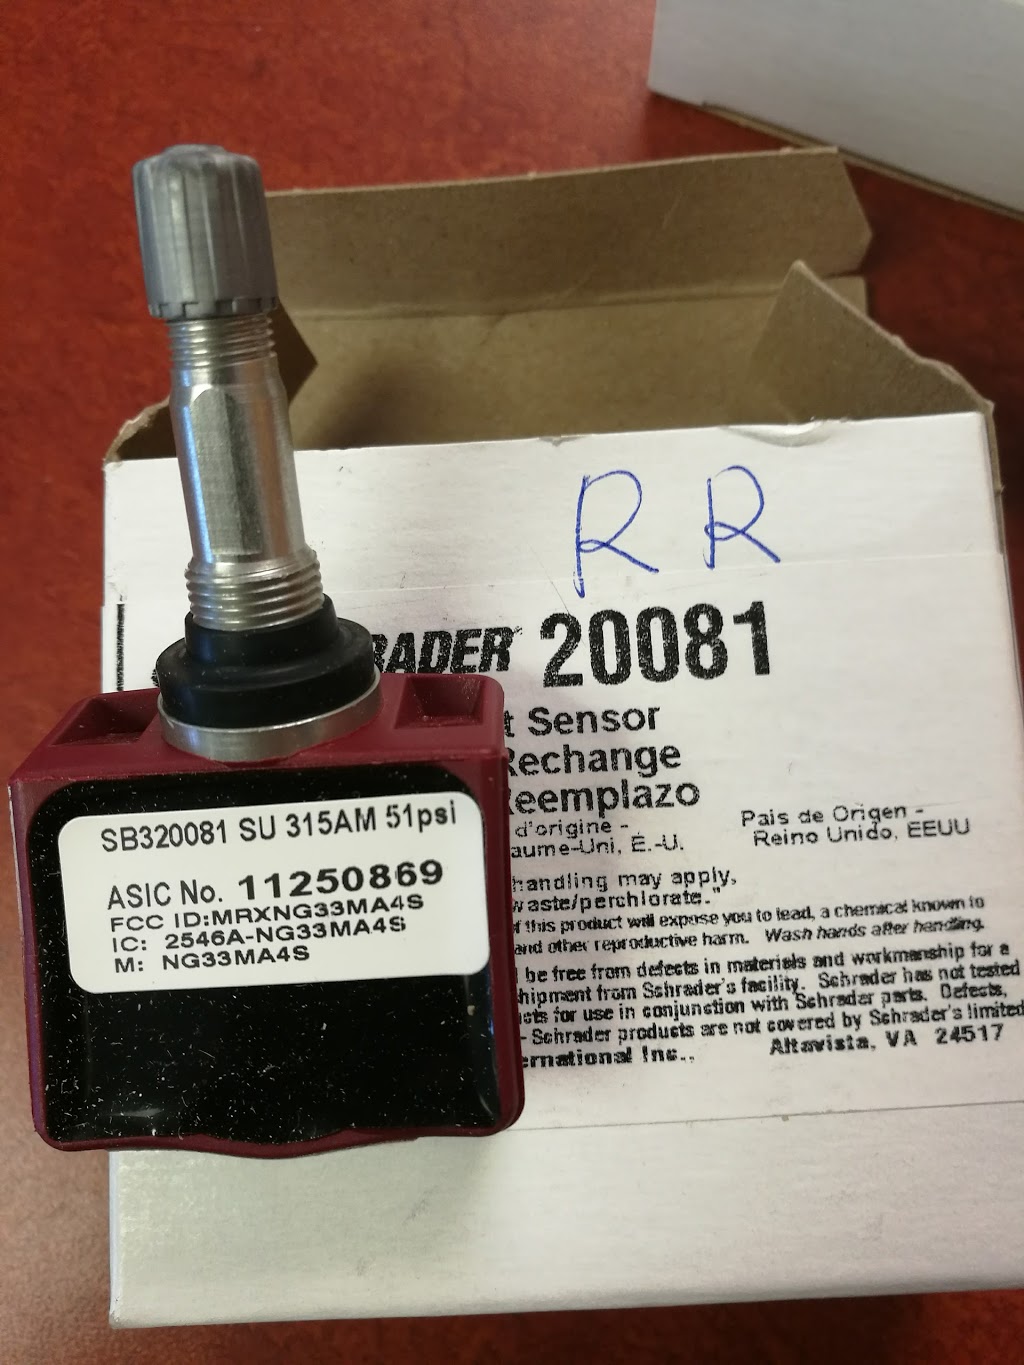 R R
RADER 20081
t Sensor
Rechange
Reemplazo
d'origine -
aume-Uni, É.-U.
Pais de Origen -
Reino Unido, EEUU
handling may apply,
waste/perchlorate."
f this product will expose you to lead, a chemical known to
and other reproductive harm. Wash hands after handling.
be free from defects in materials and workmanship for a
hipment from Schrader's facility. Schrader has not tested
cts for use in conjunction with Schrader parts. Defects,
- Schrader products are not covered by Schrader's limited
ernational Inc.,
Altavista, VA 24517
SB320081 SU 315AM 51psi
ASIC No. 11250869
FCC ID:MRXNG33MA4S
IC: 2546A-NG33MA4S
M: NG33MA4S